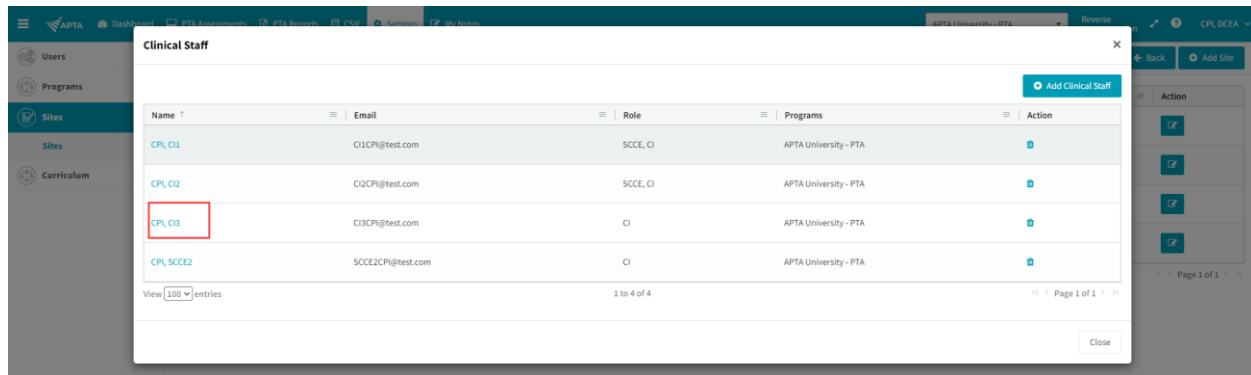 APTA Dashboard PTA Assessments PTA Reports CSIF Settings My Notes APTA University - PTA Reverse CPI, DCEA
Clinical Staff ×
Users
Back Add Site
Programs
Add Clinical Staff
Action
Sites
Name Email Role Programs Action
Sites
CPI, CI1 CI1CPI@test.com SCCE, CI APTA University - PTA
Curriculum
CPI, CI2 CI2CPI@test.com SCCE, CI APTA University - PTA
CPI, CI3 CI3CPI@test.com CI APTA University - PTA
CPI, SCCE2 SCCE2CPI@test.com CI APTA University - PTA
Page 1 of 1
View 100 entries 1 to 4 of 4 Page 1 of 1
Close